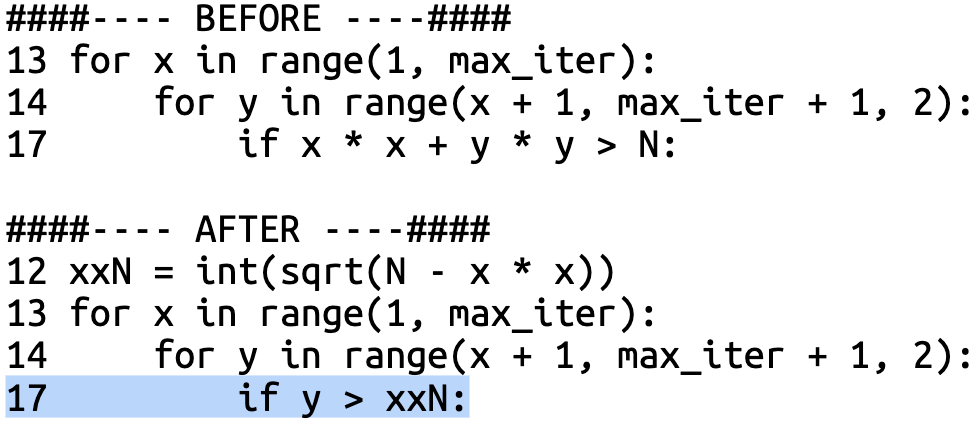 ####---- BEFORE ----####
13 for x in range(1, max_iter):
14     for y in range(x + 1, max_iter + 1, 2):
17         if x * x + y * y > N:

####---- AFTER ----####
12 xxN = int(sqrt(N - x * x))
13 for x in range(1, max_iter):
14     for y in range(x + 1, max_iter + 1, 2):
17         if y > xxN: